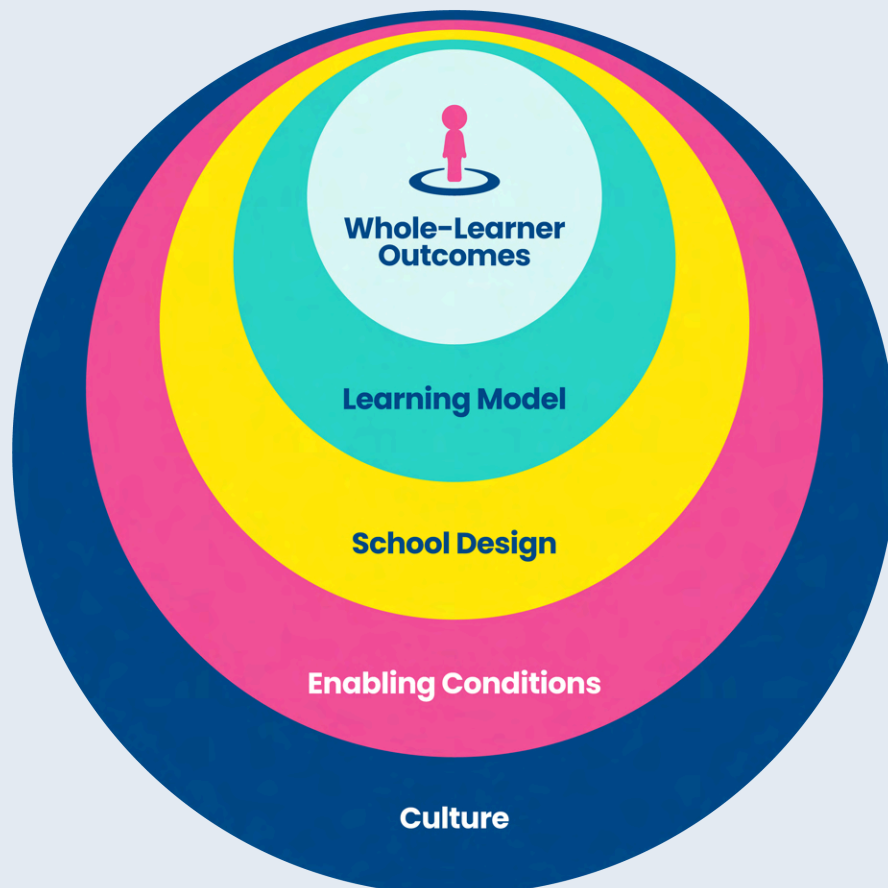 Whole-Learner
Outcomes
Learning Model
School Design
Enabling Conditions
Culture